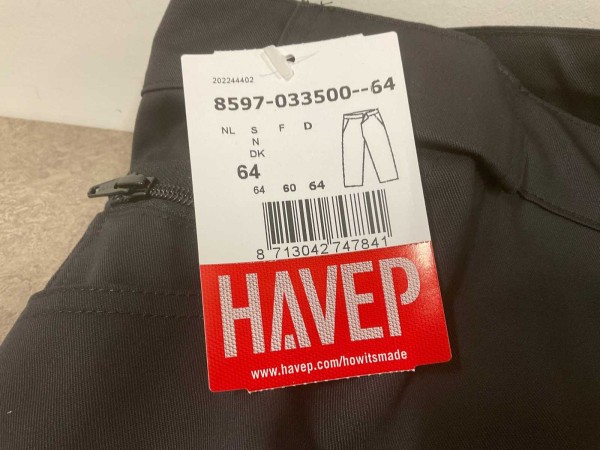 202244402
8597-033500--64
NL S F D
N
DK
64
64 60 64
8 713042 747841
HAVEP
www.havep.com/howitsmade